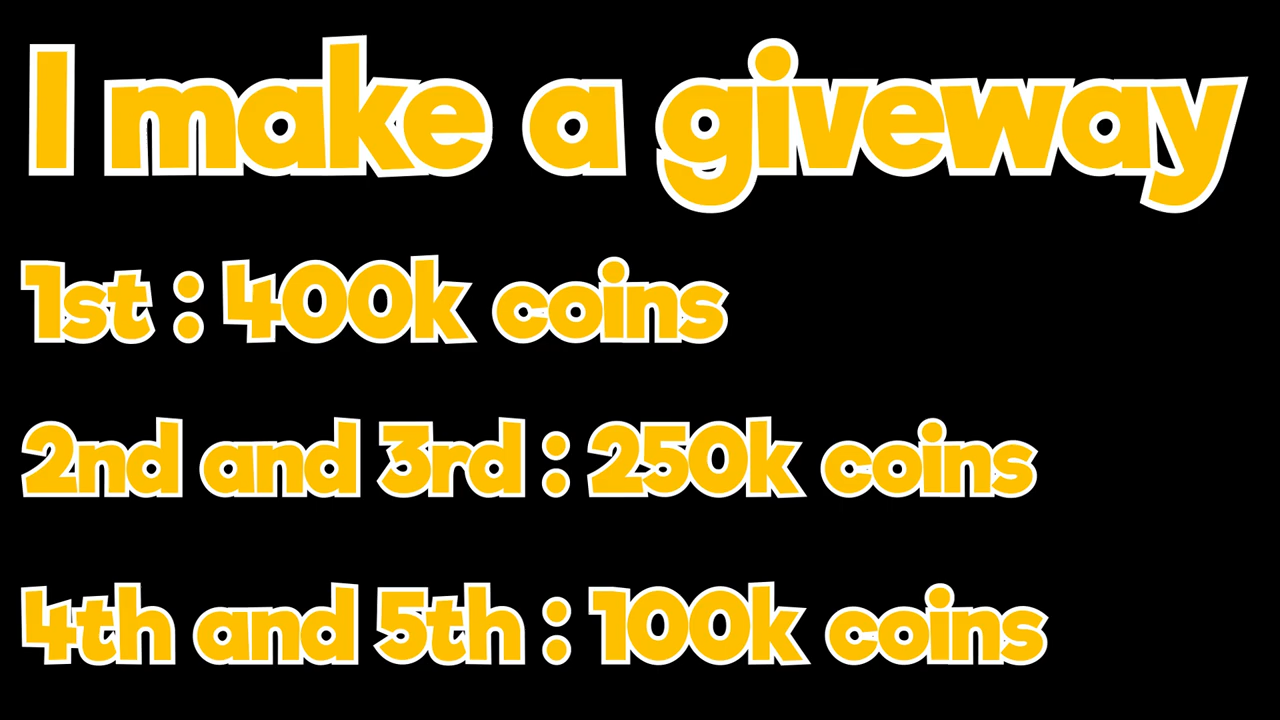 I make a giveway
1st : 400k coins
2nd and 3rd : 250k coins
4th and 5th : 100k coins